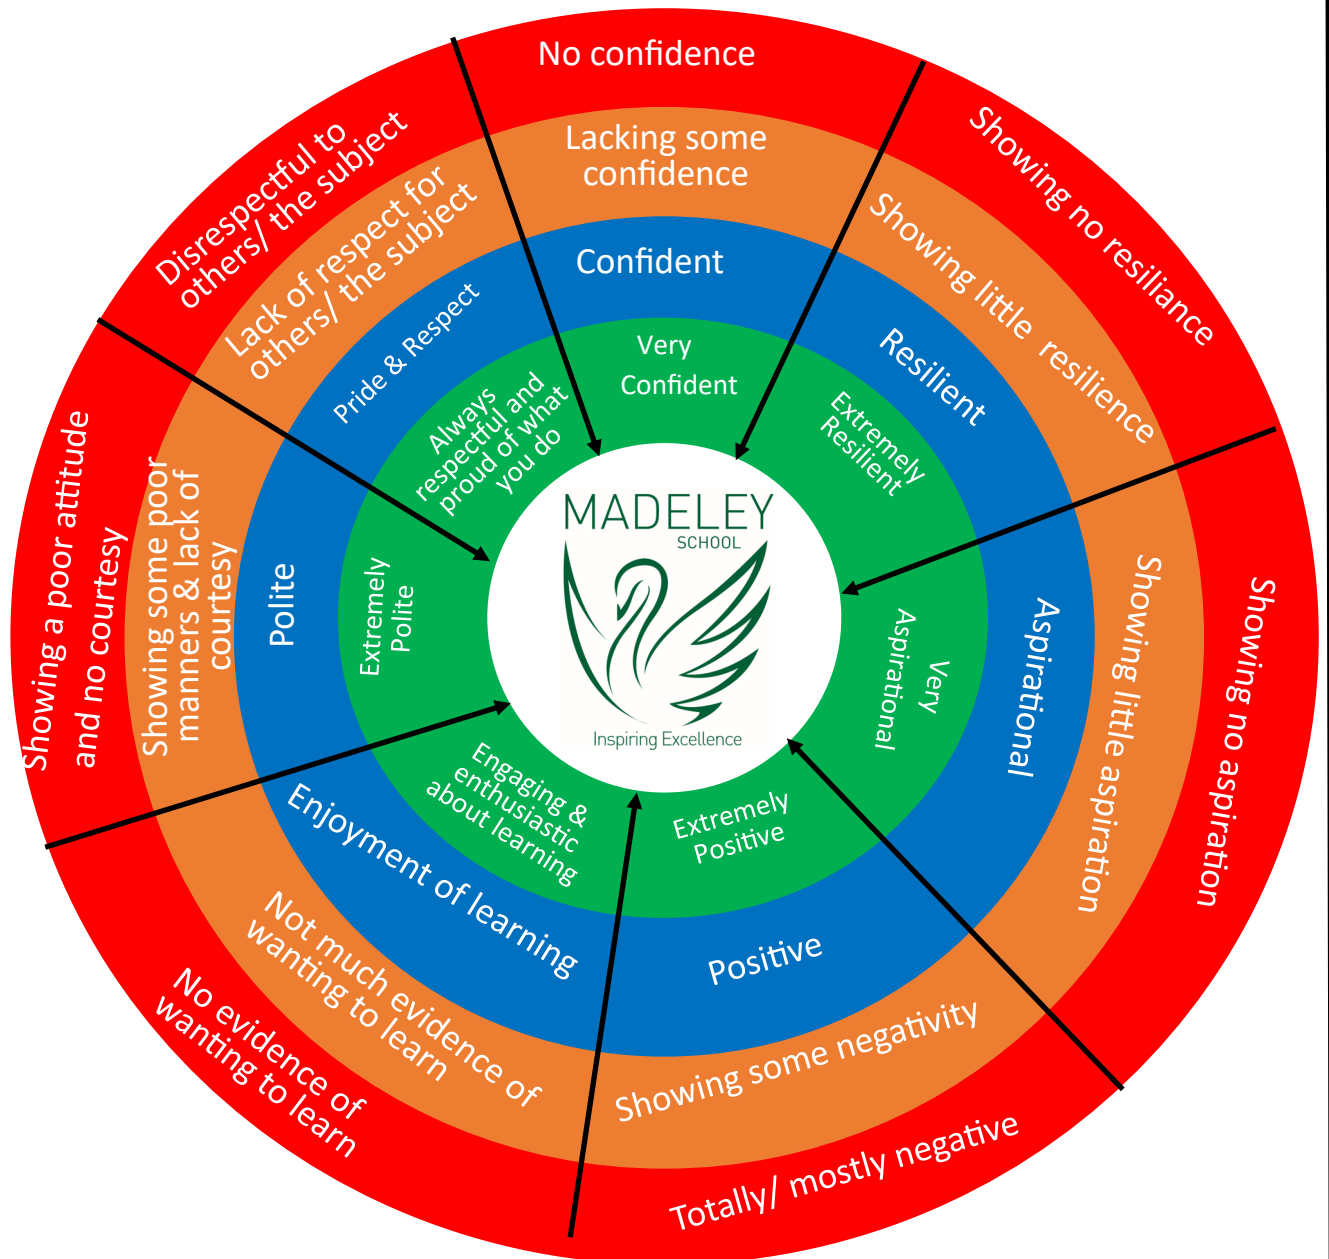 No confidence
Lacking some
confidence
Confident
Very
Confident
Showing no resiliance
Showing little resilience
Resilient
Extremely
Resilient
Showing no aspiration
Showing little aspiration
Aspirational
Very
Aspirational
Totally/ mostly negative
Showing some negativity
Positive
Extremely
Positive
No evidence of
wanting to learn
Not much evidence of
wanting to learn
Enjoyment of learning
Engaging &
enthusiastic
about learning
Showing a poor attitude
and no courtesy
Showing some poor
manners & lack of
courtesy
Polite
Extremely
Polite
Disrespectful to
others/ the subject
Lack of respect for
others/ the subject
Pride & Respect
Always
respectful and
proud of what
you do
MADELEY
SCHOOL
Inspiring Excellence